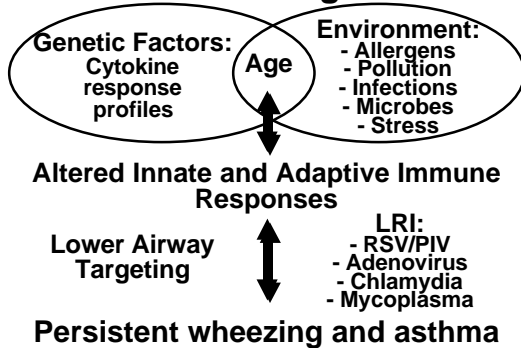 Genetic Factors:
Cytokine
response
profiles
Age
Environment:
- Allergens
- Pollution
- Infections
- Microbes
- Stress
Altered Innate and Adaptive Immune
Responses
Lower Airway
Targeting
LRI:
- RSV/PIV
- Adenovirus
- Chlamydia
- Mycoplasma
Persistent wheezing and asthma